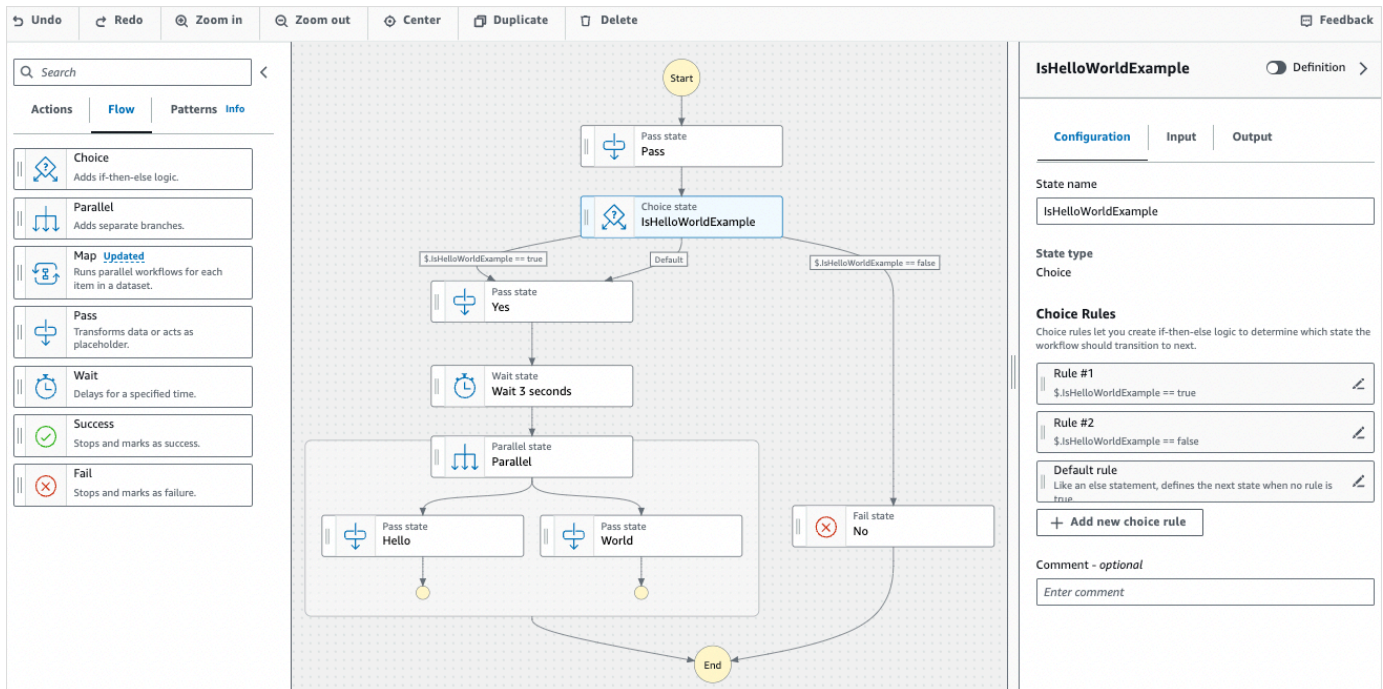 Undo
Redo
Zoom in
Zoom out
Center
Duplicate
Delete
Feedback
Search
Actions
Flow
Patterns Info
Choice
Adds if-then-else logic.
Parallel
Adds separate branches.
Map Updated
Runs parallel workflows for each
item in a dataset.
Pass
Transforms data or acts as
placeholder.
Wait
Delays for a specified time.
Success
Stops and marks as success.
Fail
Stops and marks as failure.
Start
Pass state
Pass
Choice state
IsHelloWorldExample
$.IsHelloWorldExample == true
Default
$.IsHelloWorldExample == false
Pass state
Yes
Wait state
Wait 3 seconds
Parallel state
Parallel
Pass state
Hello
Pass state
World
Fail state
No
End
IsHelloWorldExample
Definition
Configuration
Input
Output
State name
IsHelloWorldExample
State type
Choice
Choice Rules
Choice rules let you create if-then-else logic to determine which state the
workflow should transition to next.
Rule #1
$.IsHelloWorldExample == true
Rule #2
$.IsHelloWorldExample == false
Default rule
Like an else statement, defines the next state when no rule is
true.
+ Add new choice rule
Comment - optional
Enter comment